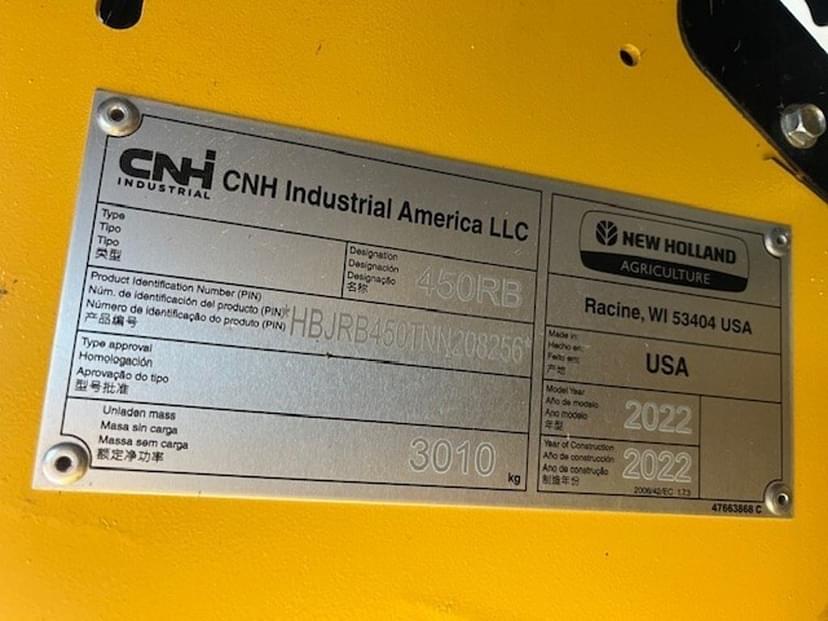 CNHi
INDUSTRIAL
CNH Industrial America LLC
Type
Tipo
Tipo
类型
Designation
Designación
Designação
名称
450RB
Product Identification Number (PIN)
Núm. de identificación del producto (PIN)
Número de identificação do produto (PIN)
产品编号
*HBJRB450TNN208256*
Type approval
Homologación
Aprovação do tipo
型号批准
Unladen mass
Masa sin carga
Massa sem carga
额定净功率
3010
kg
NEW HOLLAND
AGRICULTURE
Racine, WI 53404 USA
Made in:
Hecho en:
Feito em:
产地
USA
Model Year
Año de modelo
Ano modelo
年型
2022
Year of Construction
Año de construcción
Ano de construção
制造年份
2022
2006/42/EC 1.7.3
47663868 C